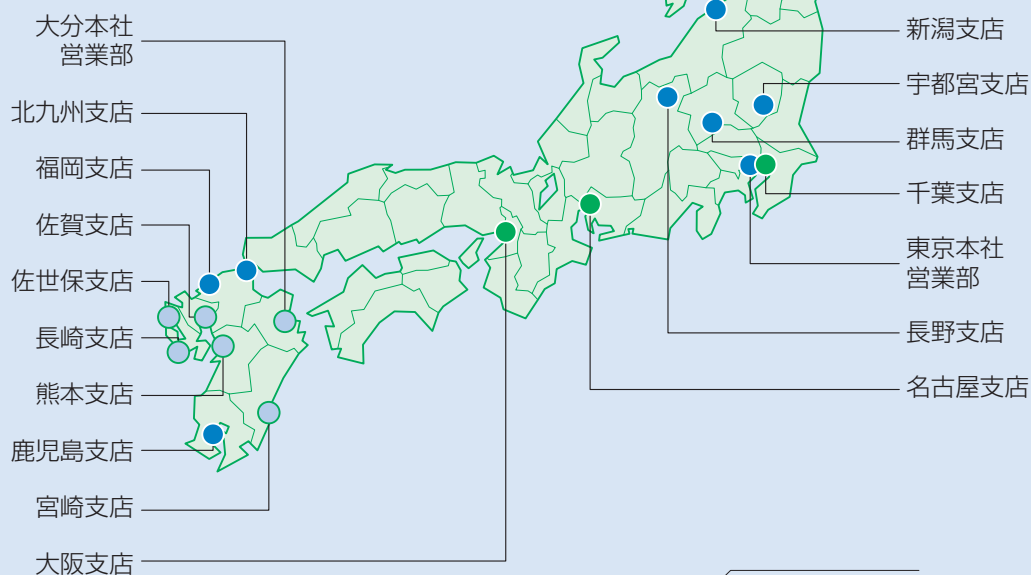 大分本社
営業部
北九州支店
福岡支店
佐賀支店
佐世保支店
長崎支店
熊本支店
鹿児島支店
宮崎支店
大阪支店
新潟支店
宇都宮支店
群馬支店
千葉支店
東京本社
営業部
長野支店
名古屋支店